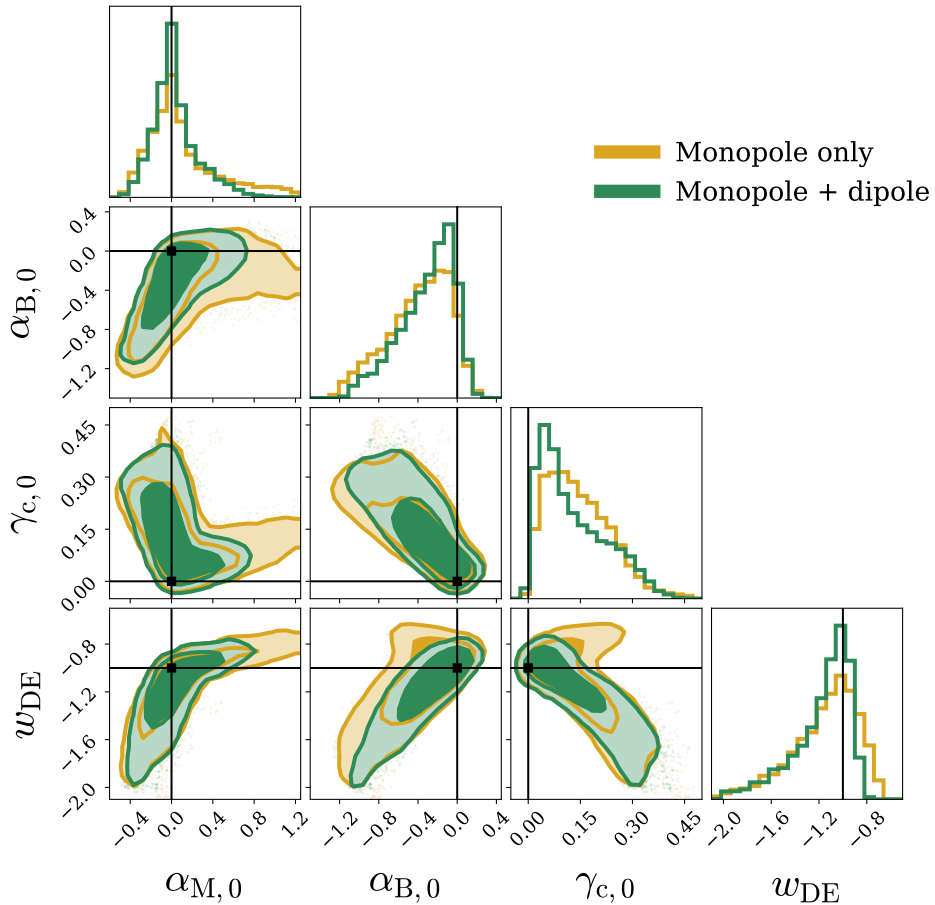 Monopole only
Monopole + dipole
0.4
0.0
−0.4
−0.8
−1.2
α_B,0
0.45
0.30
0.15
0.00
γ_c,0
−0.8
−1.2
−1.6
−2.0
w_DE
−0.4 0.0 0.4 0.8 1.2
−1.2 −0.8 −0.4 0.0 0.4
0.00 0.15 0.30 0.45
−2.0 −1.6 −1.2 −0.8
α_M,0 α_B,0 γ_c,0 w_DE